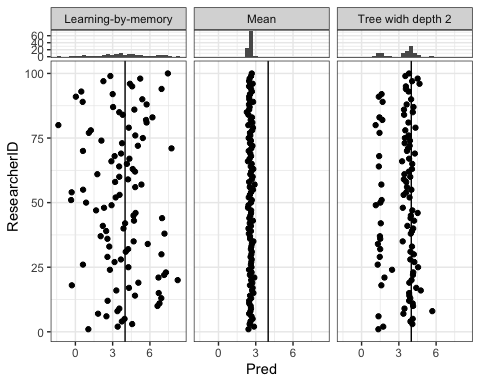 Learning-by-memory
Mean
Tree widh depth 2
60
40
20
0
100
75
50
25
0
ResearcherID
0 3 6 0 3 6 0 3 6
Pred